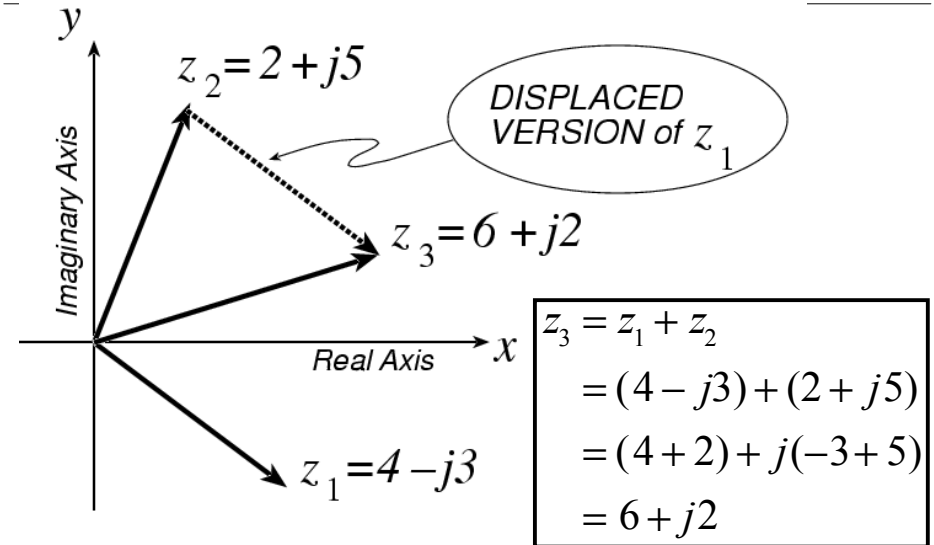 y
z₂ = 2 + j5
DISPLACED
VERSION of z₁
Imaginary Axis
z₃ = 6 + j2
x
Real Axis
z₁ = 4 – j3
z₃ = z₁ + z₂
= (4 − j3) + (2 + j5)
= (4 + 2) + j(−3 + 5)
= 6 + j2